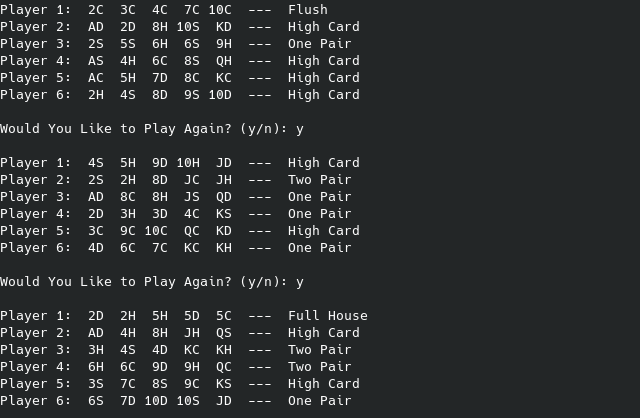 Player 1:  2C  3C  4C  7C 10C  ---  Flush
Player 2:  AD  2D  8H 10S  KD  ---  High Card
Player 3:  2S  5S  6H  6S  9H  ---  One Pair
Player 4:  AS  4H  6C  8S  QH  ---  High Card
Player 5:  AC  5H  7D  8C  KC  ---  High Card
Player 6:  2H  4S  8D  9S 10D  ---  High Card
Would You Like to Play Again? (y/n): y
Player 1:  4S  5H  9D 10H  JD  ---  High Card
Player 2:  2S  2H  8D  JC  JH  ---  Two Pair
Player 3:  AD  8C  8H  JS  QD  ---  One Pair
Player 4:  2D  3H  3D  4C  KS  ---  One Pair
Player 5:  3C  9C 10C  QC  KD  ---  High Card
Player 6:  4D  6C  7C  KC  KH  ---  One Pair
Would You Like to Play Again? (y/n): y
Player 1:  2D  2H  5H  5D  5C  ---  Full House
Player 2:  AD  4H  8H  JH  QS  ---  High Card
Player 3:  3H  4S  4D  KC  KH  ---  Two Pair
Player 4:  6H  6C  9D  9H  QC  ---  Two Pair
Player 5:  3S  7C  8S  9C  KS  ---  High Card
Player 6:  6S  7D 10D 10S  JD  ---  One Pair